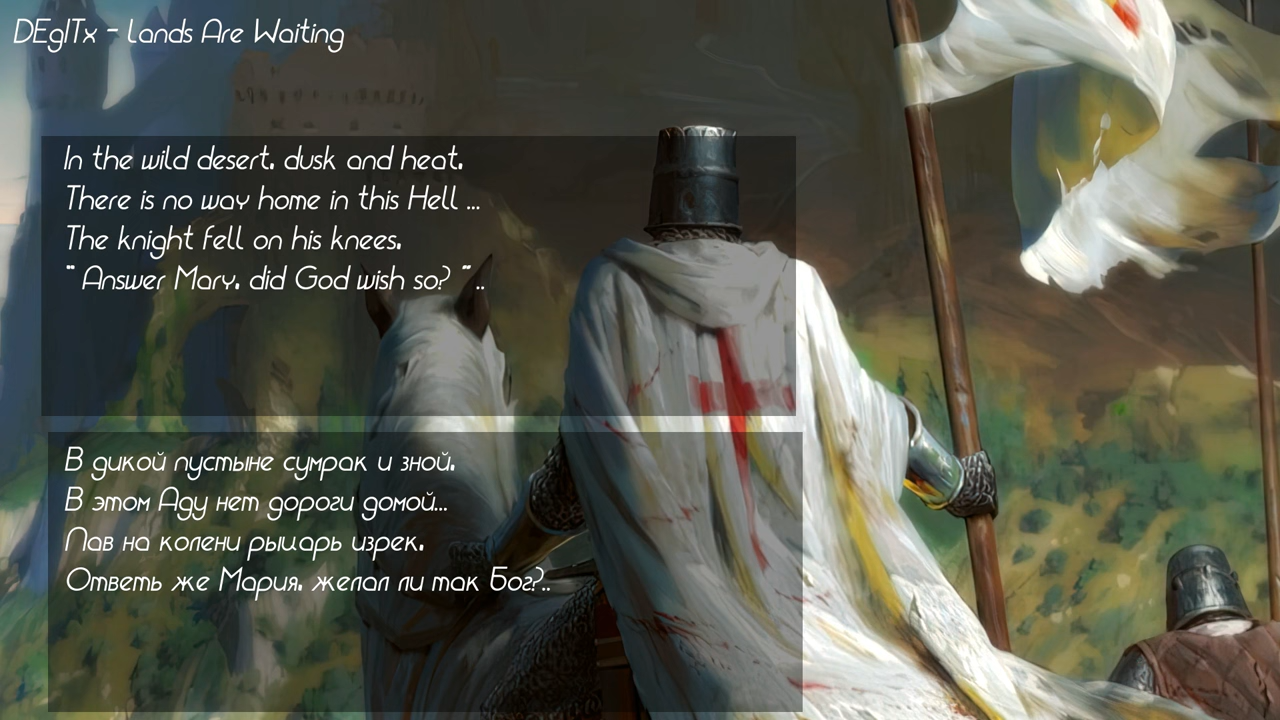 DEgITx - Lands Are Waiting
In the wild desert, dusk and heat.
There is no way home in this Hell ...
The knight fell on his knees.
" Answer Mary, did God wish so? " ..
В дикой пустыне сумрак и зной.
В этом Аду нет дороги домой...
Пав на колени рыцарь изрек.
Ответь же Мария, желал ли так Бог?..